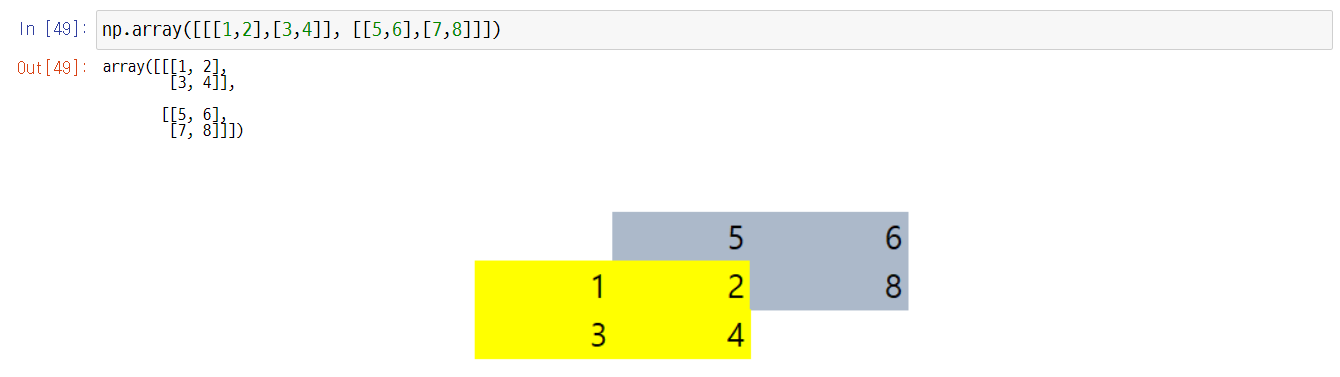 In [49]: np.array([[[1,2],[3,4]], [[5,6],[7,8]]])
Out[49]: array([[[1, 2],
[3, 4]],
[[5, 6],
[7, 8]]])
5 6
1 2 8
3 4